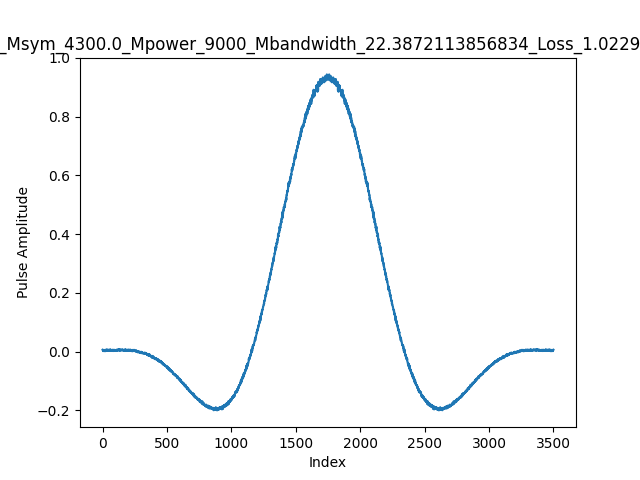 _Msym_4300.0_Mpower_9000_Mbandwidth_22.3872113856834_Loss_1.0229
1.0
0.8
0.6
0.4
0.2
0.0
−0.2
Pulse Amplitude
0 500 1000 1500 2000 2500 3000 3500
Index